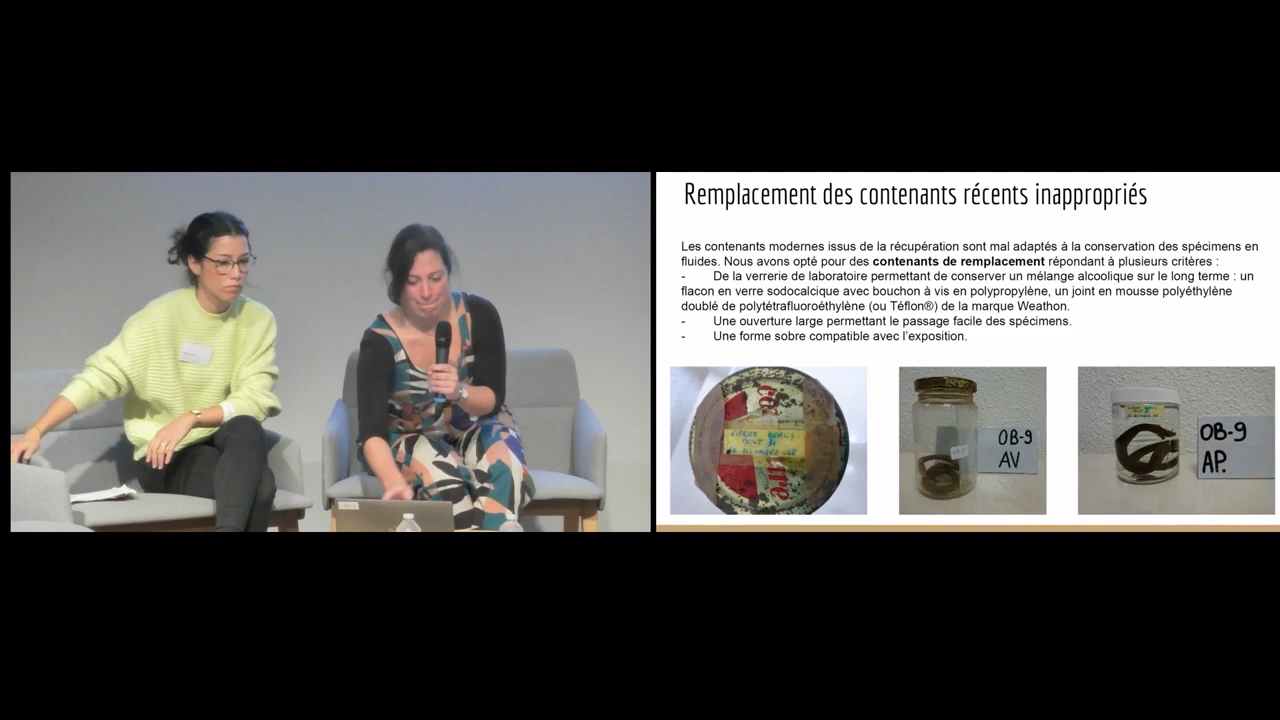 Remplacement des contenants récents inappropriés
Les contenants modernes issus de la récupération sont mal adaptés à la conservation des spécimens en
fluides. Nous avons opté pour des contenants de remplacement répondant à plusieurs critères :
- De la verrerie de laboratoire permettant de conserver un mélange alcoolique sur le long terme : un
flacon en verre sodocalcique avec bouchon à vis en polypropylène, un joint en mousse polyéthylène
doublé de polytétrafluoroéthylène (ou Téflon®) de la marque Weathon.
- Une ouverture large permettant le passage facile des spécimens.
- Une forme sobre compatible avec l'exposition.
OB-9
AV
OB-9
AP.